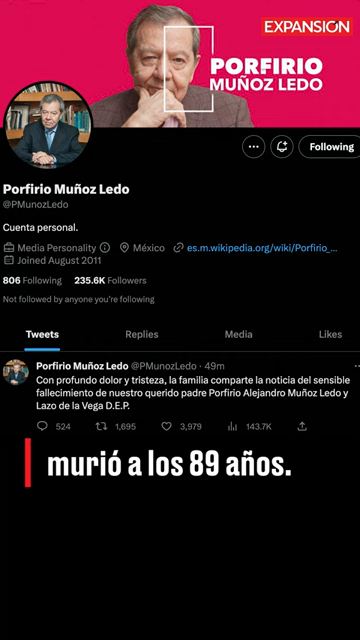 EXPANSIÓN
PORFIRIO
MUÑOZ LEDO
Following
Porfirio Muñoz Ledo
@PMunozLedo
Cuenta personal.
Media Personality México es.m.wikipedia.org/wiki/Porfirio_...
Joined August 2011
806 Following 235.6K Followers
Not followed by anyone you're following
Tweets Replies Media Likes
Porfirio Muñoz Ledo @PMunozLedo · 49m
Con profundo dolor y tristeza, la familia comparte la noticia del sensible
fallecimiento de nuestro querido padre Porfirio Alejandro Muñoz Ledo y
Lazo de la Vega D.E.P.
524 1,695 3,979 143.7K
murió a los 89 años.